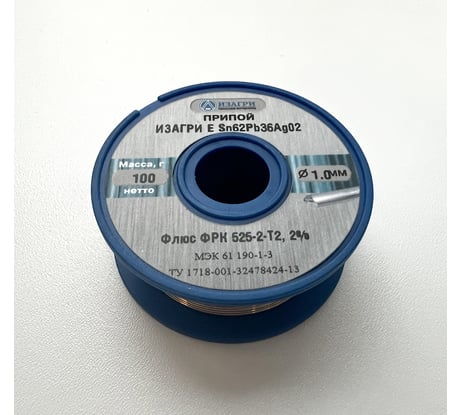 ИЗАГРИ
ПРИПОЙ
ИЗАГРИ Е Sn62Pb36Ag02
Масса, г
100
нетто
Ø 1.0мм
Флюс ФРК 525-2-Т2, 2%
МЭК 61 190-1-3
ТУ 1718-001-32478424-13